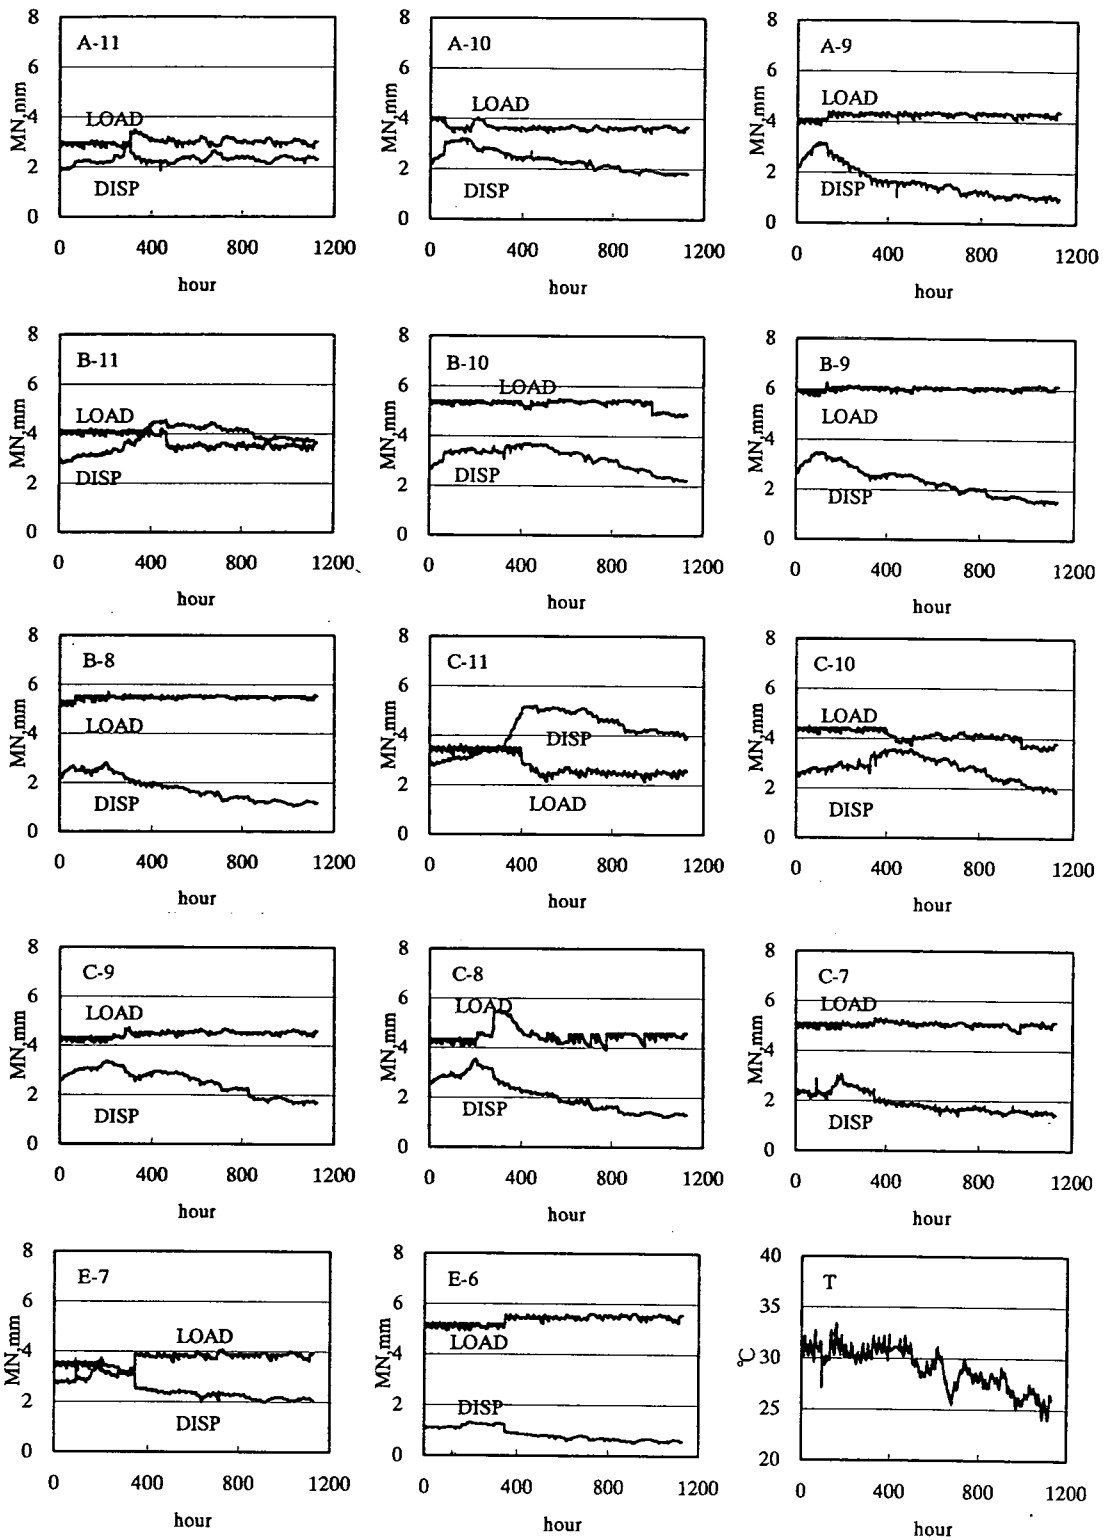 8 8 8
A-11 A-10 A-9
6 6 6
MN,mm LOAD MN,mm LOAD MN,mm LOAD
4 4 4
2 2 2
DISP DISP DISP
0 0 0
0 400 800 1200 0 400 800 1200 0 400 800 1200
hour hour hour
8 8 8
B-11 B-10 B-9
6 6 6
MN,mm LOAD MN,mm LOAD MN,mm LOAD
4 4 4
DISP DISP DISP
2 2 2
0 0 0
0 400 800 1200 0 400 800 1200 0 400 800 1200
hour hour hour
8 8 8
B-8 C-11 C-10
6 6 6
MN,mm LOAD MN,mm DISP MN,mm LOAD
4 4 4
2 2 2
DISP LOAD DISP
0 0 0
0 400 800 1200 0 400 800 1200 0 400 800 1200
hour hour hour
8 8 8
C-9 C-8 C-7
6 6 6
MN,mm LOAD MN,mm LOAD MN,mm LOAD
4 4 4
2 2 2
DISP DISP DISP
0 0 0
0 400 800 1200 0 400 800 1200 0 400 800 1200
hour hour hour
8 8 40
E-7 E-6 T
6 6 35
MN,mm LOAD MN,mm LOAD °C
4 4 30
2 2 25
DISP DISP
0 0 20
0 400 800 1200 0 400 800 1200 0 400 800 1200
hour hour hour